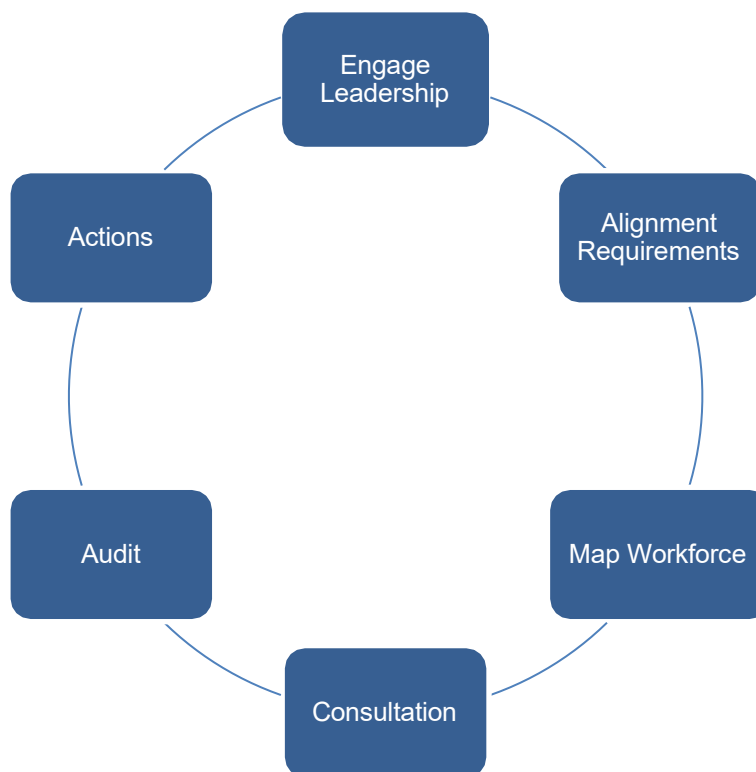 Engage
Leadership
Alignment
Requirements
Map Workforce
Consultation
Audit
Actions